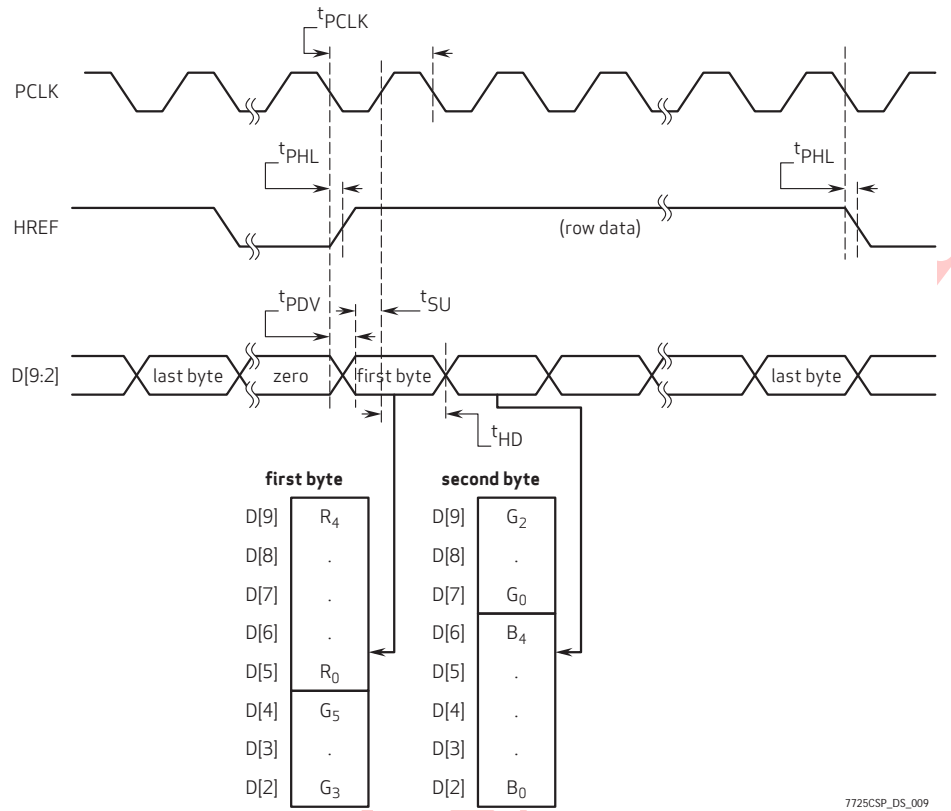 tPCLK
PCLK
tPHL
tPHL
HREF
(row data)
tPDV
tSU
D[9:2]
last byte
zero
first byte
last byte
tHD
first byte
second byte
D[9] R4 D[9] G2
D[8] . D[8] .
D[7] . D[7] G0
D[6] . D[6] B4
D[5] R0 D[5] .
D[4] G5 D[4] .
D[3] . D[3] .
D[2] G3 D[2] B0
7725CSP_DS_009